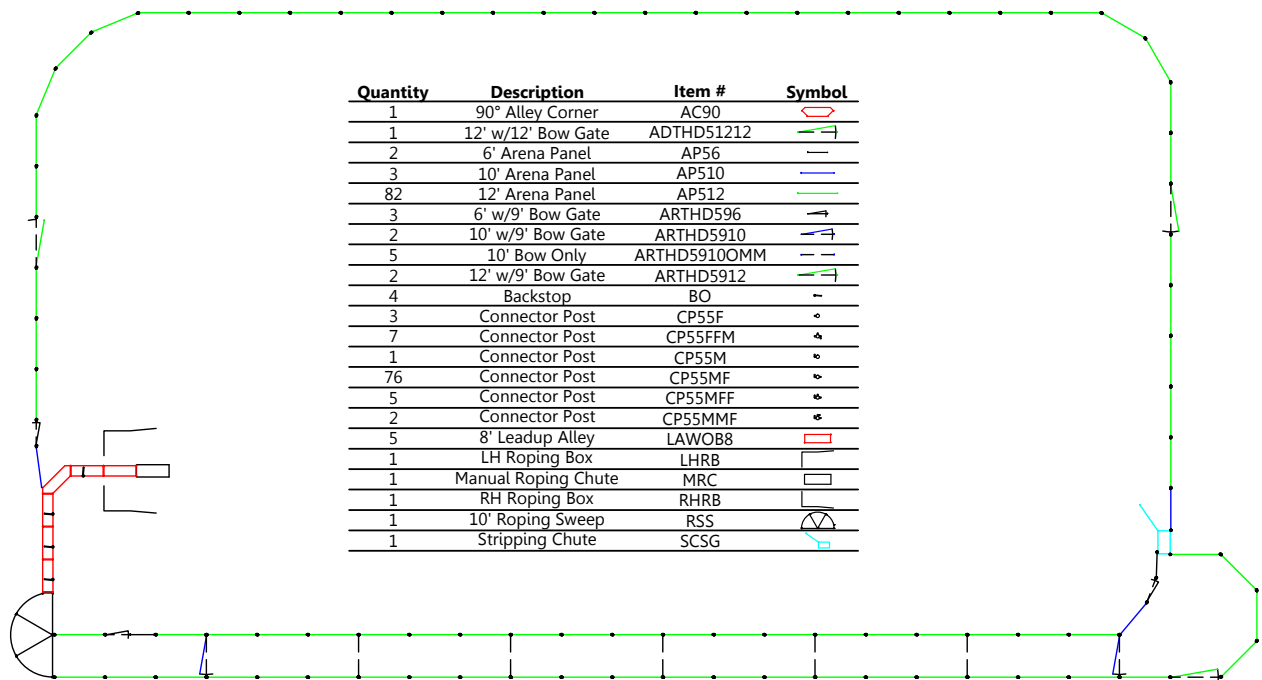 Quantity Description Item # Symbol
1 90° Alley Corner AC90
1 12' w/12' Bow Gate ADTHD51212
2 6' Arena Panel AP56
3 10' Arena Panel AP510
82 12' Arena Panel AP512
3 6' w/9' Bow Gate ARTHD596
2 10' w/9' Bow Gate ARTHD5910
5 10' Bow Only ARTHD5910OMM
2 12' w/9' Bow Gate ARTHD5912
4 Backstop BO
3 Connector Post CP55F
7 Connector Post CP55FFM
1 Connector Post CP55M
76 Connector Post CP55MF
5 Connector Post CP55MFF
2 Connector Post CP55MMF
5 8' Leadup Alley LAWOB8
1 LH Roping Box LHRB
1 Manual Roping Chute MRC
1 RH Roping Box RHRB
1 10' Roping Sweep RSS
1 Stripping Chute SCSG